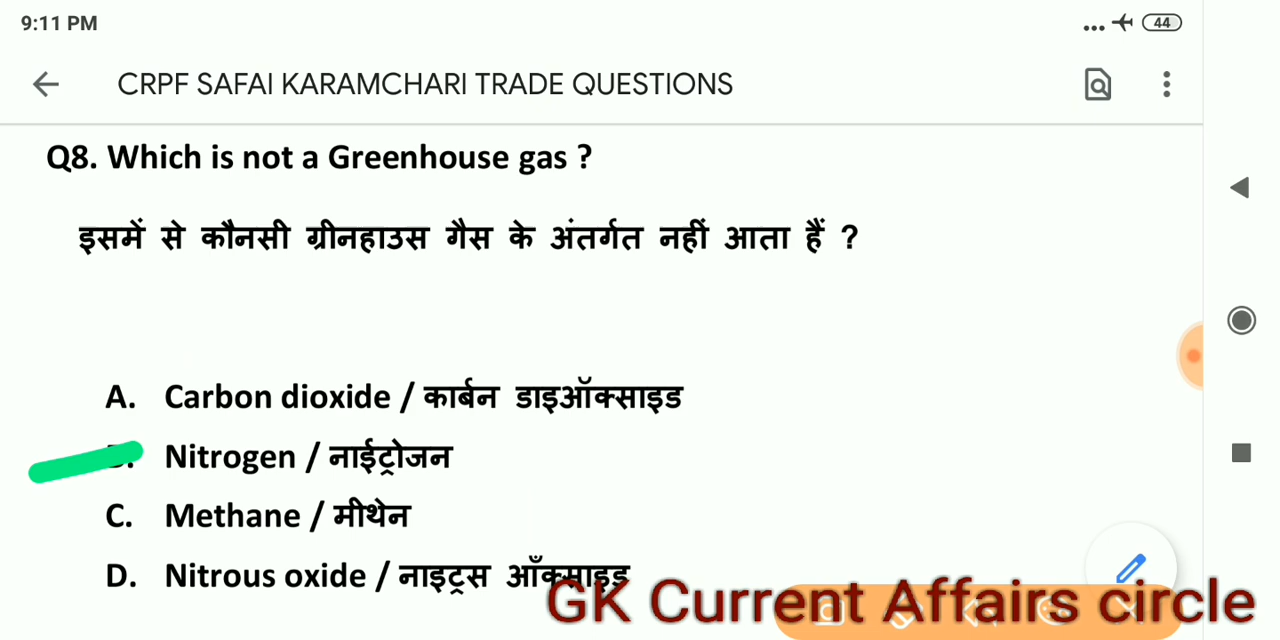 9:11 PM
... 44
CRPF SAFAI KARAMCHARI TRADE QUESTIONS
Q8. Which is not a Greenhouse gas ?
इसमें से कौनसी ग्रीनहाउस गैस के अंतर्गत नहीं आता हैं ?
A. Carbon dioxide / कार्बन डाइऑक्साइड
Nitrogen / नाईट्रोजन
C. Methane / मीथेन
D. Nitrous oxide / नाइट्रस ऑंक्साइड
GK Current Affairs circle